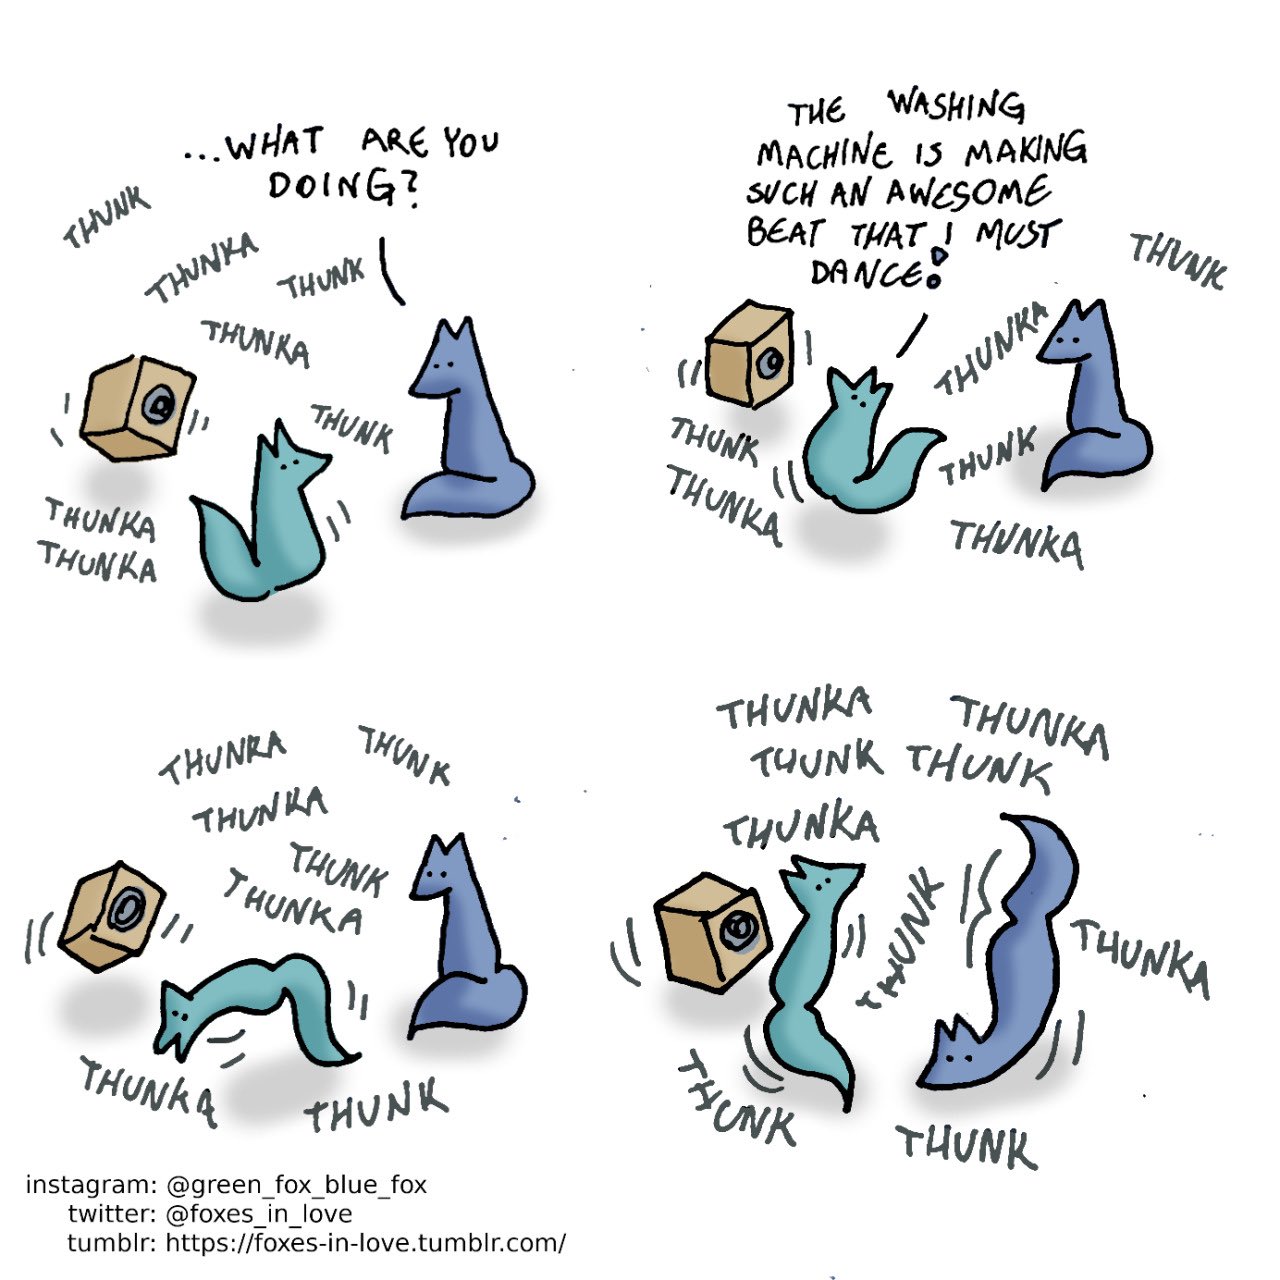 ...WHAT ARE YOU
DOING?
THUNK
THUNKA
THUNK
THUNKA
THUNK
THUNKA
THUNKA
THE WASHING
MACHINE IS MAKING
SUCH AN AWESOME
BEAT THAT I MUST
DANCE!
THUNK
THUNKA
THUNK
THUNK
THUNKA
THUNKA
THUNKA
THUNK
THUNKA
THUNK
THUNKA
THUNKA
THUNK
THUNKA
THUNKA
THUNK THUNK
THUNKA
THUNK
THUNKA
THUNK
THUNK
instagram: @green_fox_blue_fox
twitter: @foxes_in_love
tumblr: https://foxes-in-love.tumblr.com/